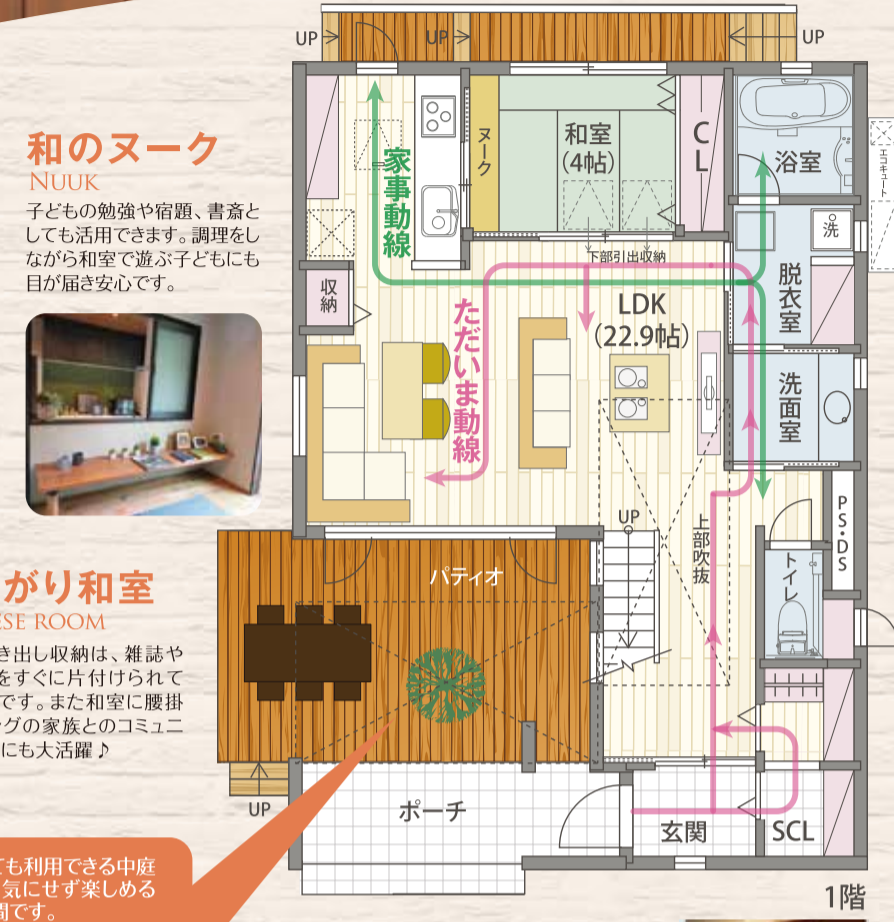 和のヌーク
NUUK
子どもの勉強や宿題、書斎と
しても活用できます。調理をし
ながら和室で遊ぶ子どもにも
目が届き安心です。
がり和室
ESE ROOM
き出し収納は、雑誌や
をすぐに片付けられて
です。また和室に腰掛
グの家族とのコミュニ
にも大活躍♪
ても利用できる中庭
気にせず楽しめる
間です。
UP
UP
UP
家事動線
ヌーク
和室
(4帖)
CL
浴室
エコキュート
洗
下部引出収納
脱衣室
収納
LDK
(22.9帖)
ただいま動線
洗面室
UP
上部吹抜
PS・DS
トイレ
パティオ
UP
ポーチ
玄関
SCL
1階